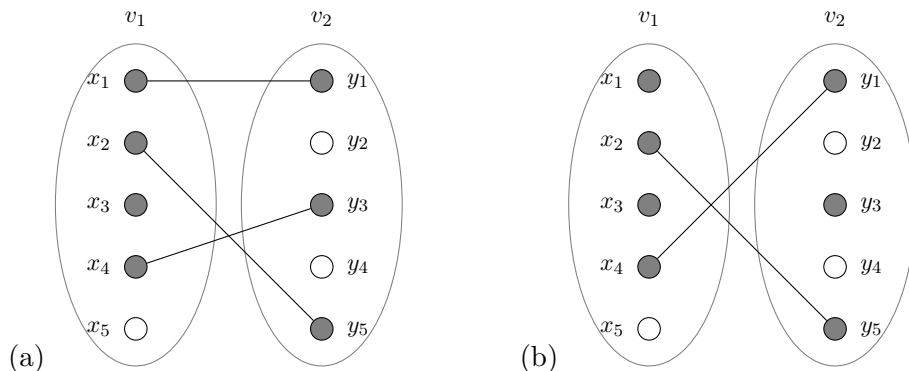 v₁ v₂
x₁ y₁
x₂ y₂
x₃ y₃
x₄ y₄
x₅ y₅
(a)
v₁ v₂
x₁ y₁
x₂ y₂
x₃ y₃
x₄ y₄
x₅ y₅
(b)